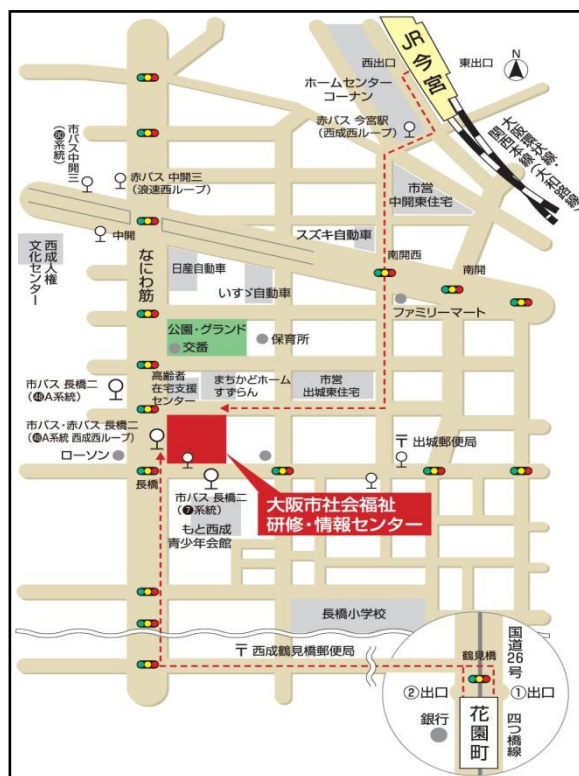 JR今宮
西出口
東出口
N
ホームセンター
コーナン
赤バス 今宮駅
(西成西ループ)
大阪環状線・
関西本線(大和路線)
市バス中開三
(80系統)
赤バス 中開三
(浪速西ループ)
市営
中開東住宅
スズキ自動車
中開
南開西
南開
西成人権
文化センター
なにわ筋
日産自動車
いすゞ自動車
ファミリーマート
公園・グランド
交番
保育所
市バス 長橋二
(48A系統)
高齢者
在宅支援
センター
まちかどホーム
すずらん
市営
出城東住宅
市バス・赤バス 長橋二
(48A系統 西成西ループ)
ローソン
〒出城郵便局
長橋
市バス 長橋二
(7系統)
大阪市社会福祉
研修・情報センター
もと西成
青少年会館
長橋小学校
〒西成鶴見橋郵便局
鶴見橋
国道26号
②出口
①出口
花園町
銀行
四つ橋線